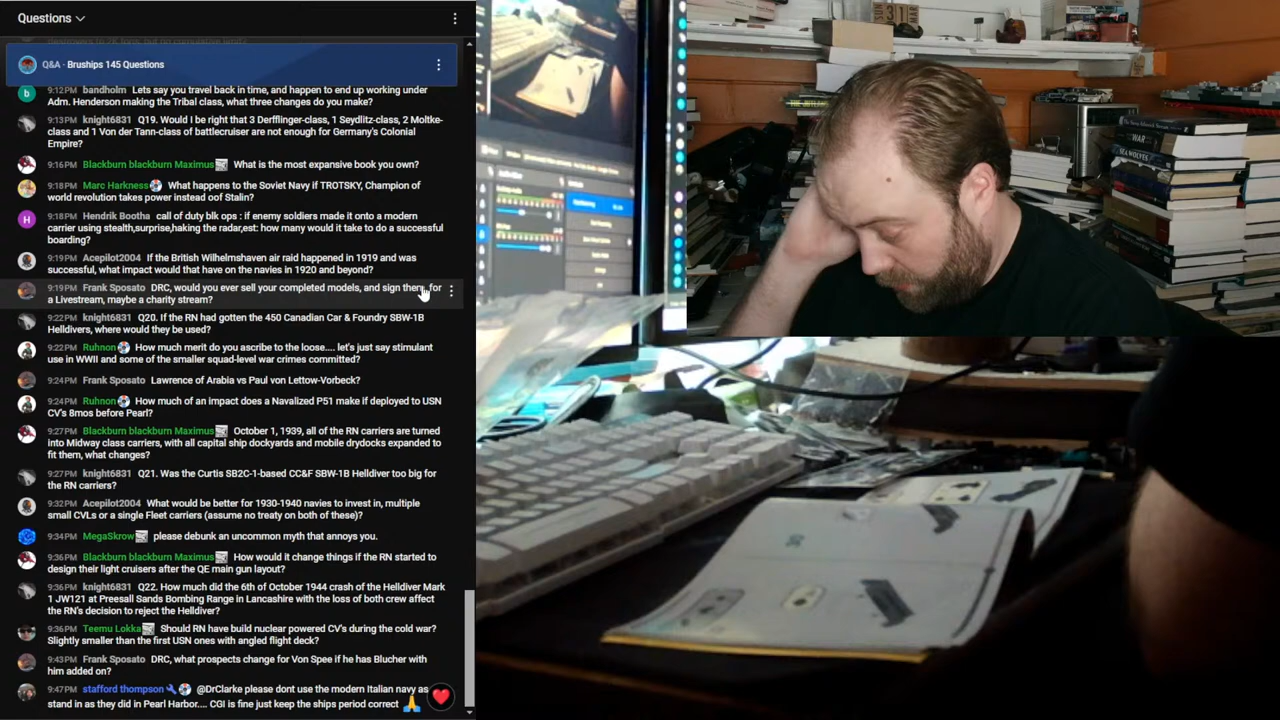 Questions
Q&A · Bruships 145 Questions
9:12PM bandholm Lets say you travel back in time, and happen to end up working under
Adm. Henderson making the Tribal class, what three changes do you make?
9:13PM knight6831 Q19. Would I be right that 3 Derfflinger-class, 1 Seydlitz-class, 2 Moltke-
class and 1 Von der Tann-class of battlecruiser are not enough for Germany's Colonial
Empire?
9:16PM Blackburn blackburn Maximus What is the most expansive book you own?
9:18PM Marc Harkness What happens to the Soviet Navy if TROTSKY, Champion of
world revolution takes power instead oof Stalin?
9:18PM Hendrik Bootha call of duty blk ops : if enemy soldiers made it onto a modern
carrier using stealth,surprise,haking the radar,est: how many would it take to do a successful
boarding?
9:19PM Acepilot2004 If the British Wilhelmshaven air raid happened in 1919 and was
successful, what impact would that have on the navies in 1920 and beyond?
9:19PM Frank Sposato DRC, would you ever sell your completed models, and sign them, for
a Livestream, maybe a charity stream?
9:22PM knight6831 Q20. If the RN had gotten the 450 Canadian Car & Foundry SBW-1B
Helldivers, where would they be used?
9:22PM Ruhnon How much merit do you ascribe to the loose.... let's just say stimulant
use in WWII and some of the smaller squad-level war crimes committed?
9:24PM Frank Sposato Lawrence of Arabia vs Paul von Lettow-Vorbeck?
9:24PM Ruhnon How much of an impact does a Navalized P51 make if deployed to USN
CV's 8mos before Pearl?
9:27PM Blackburn blackburn Maximus October 1, 1939, all of the RN carriers are turned
into Midway class carriers, with all capital ship dockyards and mobile drydocks expanded to
fit them, what changes?
9:27PM knight6831 Q21. Was the Curtis SB2C-1-based CC&F SBW-1B Helldiver too big for
the RN carriers?
9:32PM Acepilot2004 What would be better for 1930-1940 navies to invest in, multiple
small CVLs or a single Fleet carriers (assume no treaty on both of these)?
9:34PM MegaSkrow please debunk an uncommon myth that annoys you.
9:36PM Blackburn blackburn Maximus How would it change things if the RN started to
design their light cruisers after the QE main gun layout?
9:36PM knight6831 Q22. How much did the 6th of October 1944 crash of the Helldiver Mark
1 JW121 at Preesall Sands Bombing Range in Lancashire with the loss of both crew affect
the RN's decision to reject the Helldiver?
9:36PM Teemu Lokka Should RN have build nuclear powered CV's during the cold war?
Slightly smaller than the first USN ones with angled flight deck?
9:43PM Frank Sposato DRC, what prospects change for Von Spee if he has Blucher with
him added on?
9:47PM stafford thompson @DrClarke please dont use the modern Italian navy as
stand in as they did in Pearl Harbor.... CGI is fine just keep the ships period correct
SUN 31 MAR
WAR
SEA WOLVES